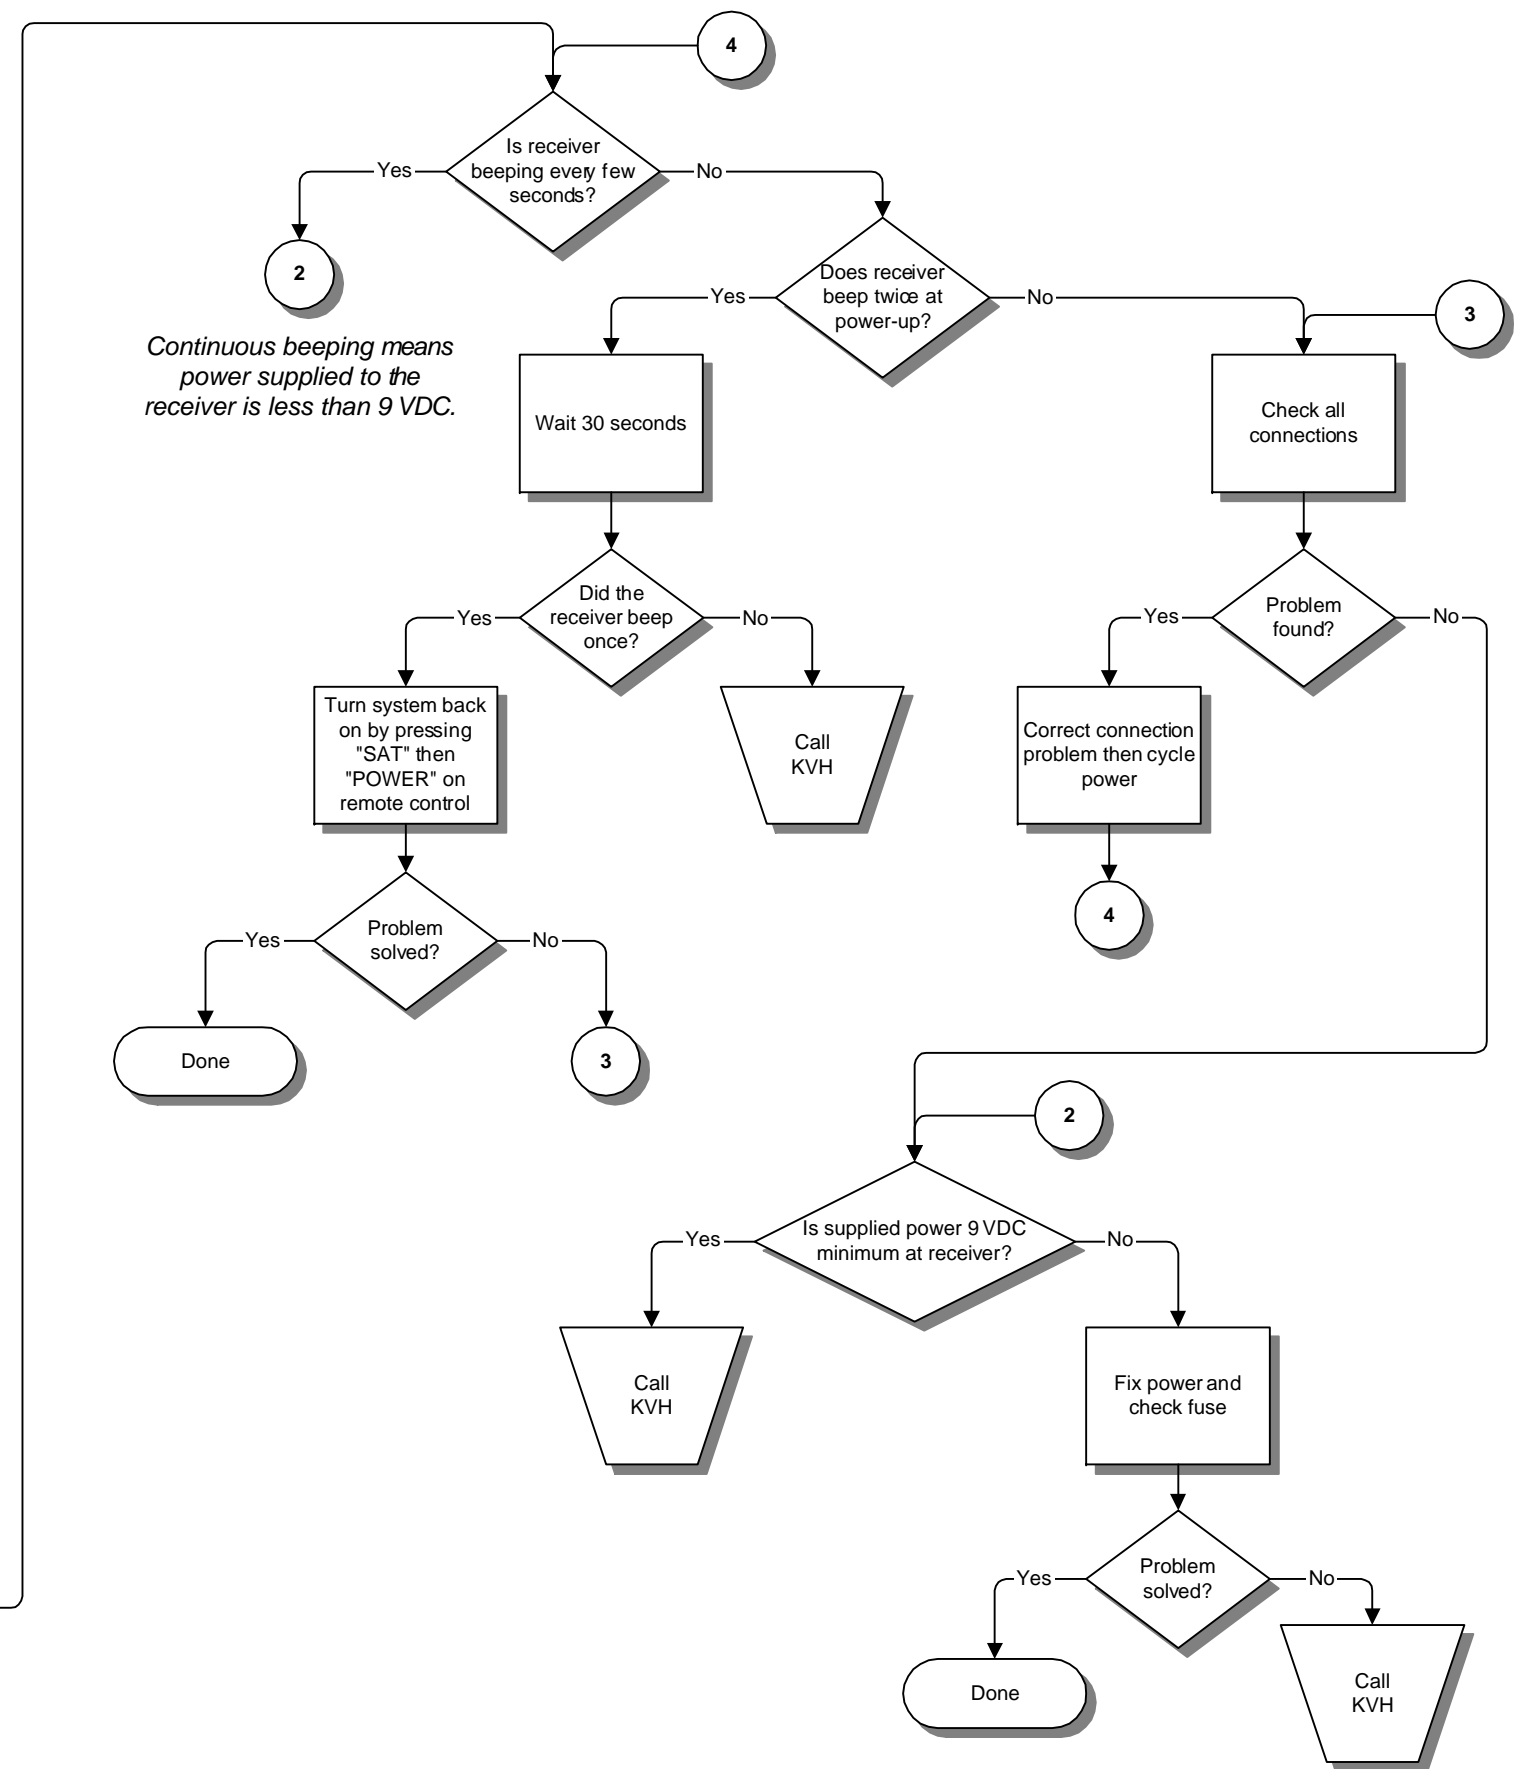 4
Is receiver
beeping every few
seconds?
Yes
No
2
Continuous beeping means
power supplied to the
receiver is less than 9 VDC.
Does receiver
beep twice at
power-up?
Yes
No
3
Wait 30 seconds
Check all
connections
Did the
receiver beep
once?
Yes
No
Problem
found?
Yes
No
Turn system back
on by pressing
"SAT" then
"POWER" on
remote control
Call
KVH
Correct connection
problem then cycle
power
4
Problem
solved?
Yes
No
Done
3
2
Is supplied power 9 VDC
minimum at receiver?
Yes
No
Call
KVH
Fix power and
check fuse
Problem
solved?
Yes
No
Done
Call
KVH